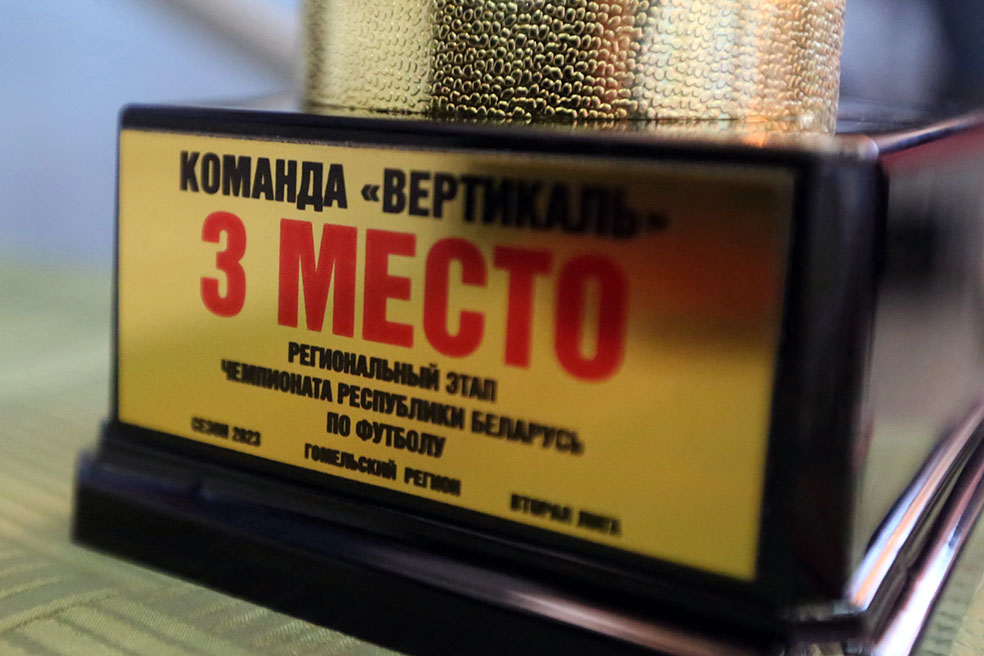 КОМАНДА «ВЕРТИКАЛЬ»
3 МЕСТО
РЕГИОНАЛЬНЫЙ ЭТАП
ЧЕМПИОНАТА РЕСПУБЛИКИ БЕЛАРУСЬ
ПО ФУТБОЛУ
СЕЗОН 2023 ГОМЕЛЬСКИЙ РЕГИОН ВТОРАЯ ЛИГА